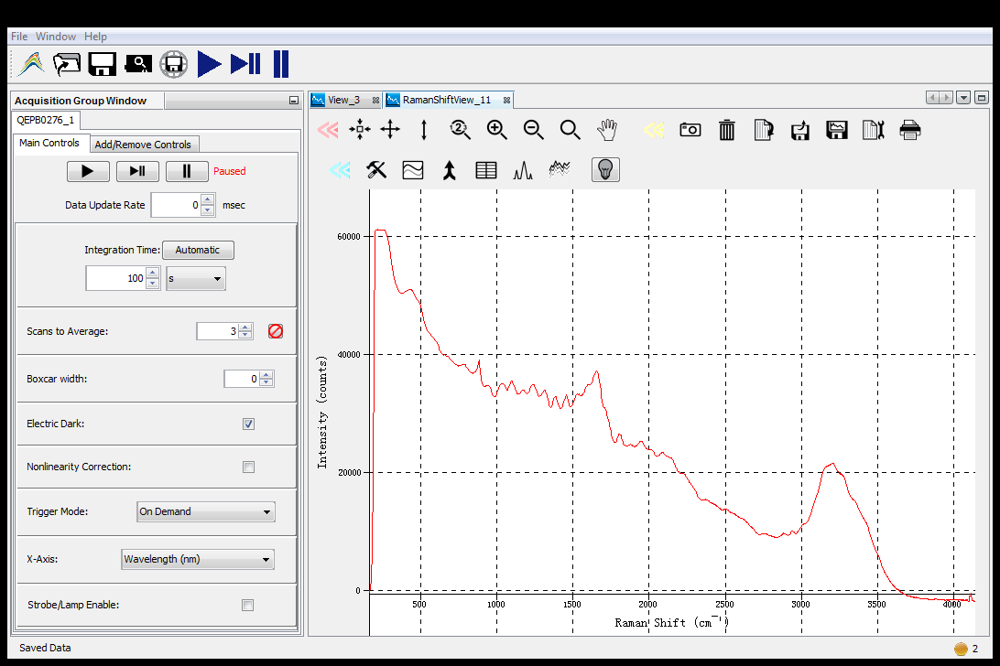 File Window Help
Acquisition Group Window
QEPB0276_1
Main Controls Add/Remove Controls
Paused
Data Update Rate 0 msec
Integration Time: Automatic
100 s
Scans to Average: 3
Boxcar width: 0
Electric Dark:
Nonlinearity Correction:
Trigger Mode: On Demand
X-Axis: Wavelength (nm)
Strobe/Lamp Enable:
View_3 RamanShiftView_11
2
60000
40000
20000
0
Intensity (counts)
500 1000 1500 2000 2500 3000 3500 4000
Raman Shift (cm⁻¹)
Saved Data 2